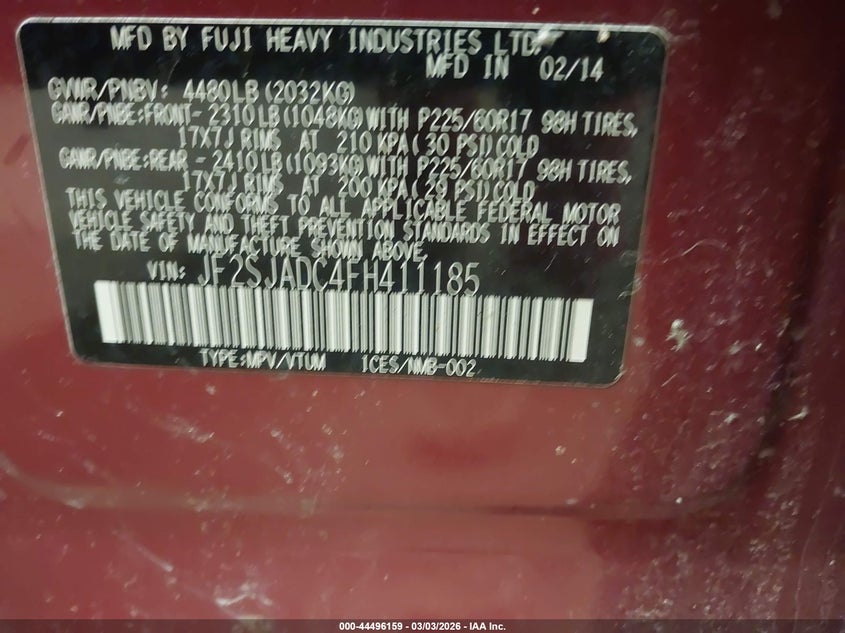 MFD BY FUJI HEAVY INDUSTRIES LTD.
MFD IN 02/14
GVWR/PNBV: 4480LB(2032KG)
GAWR/PNBE:FRONT- 2310LB(1048KG)WITH P225/60R17 98H TIRES,
17X7J RIMS AT 210 KPA(30 PSI)COLD
GAWR/PNBE:REAR - 2410LB(1093KG)WITH P225/60R17 98H TIRES,
17X7J RIMS AT 200 KPA(29 PSI)COLD
THIS VEHICLE CONFORMS TO ALL APPLICABLE FEDERAL MOTOR
VEHICLE SAFETY AND THEFT PREVENTION STANDARDS IN EFFECT ON
THE DATE OF MANUFACTURE SHOWN ABOVE.
VIN: JF2SJADC4FH411185
TYPE:MPV/VTUM ICES/NMB-002
000-44496159 - 03/03/2026 - IAA Inc.